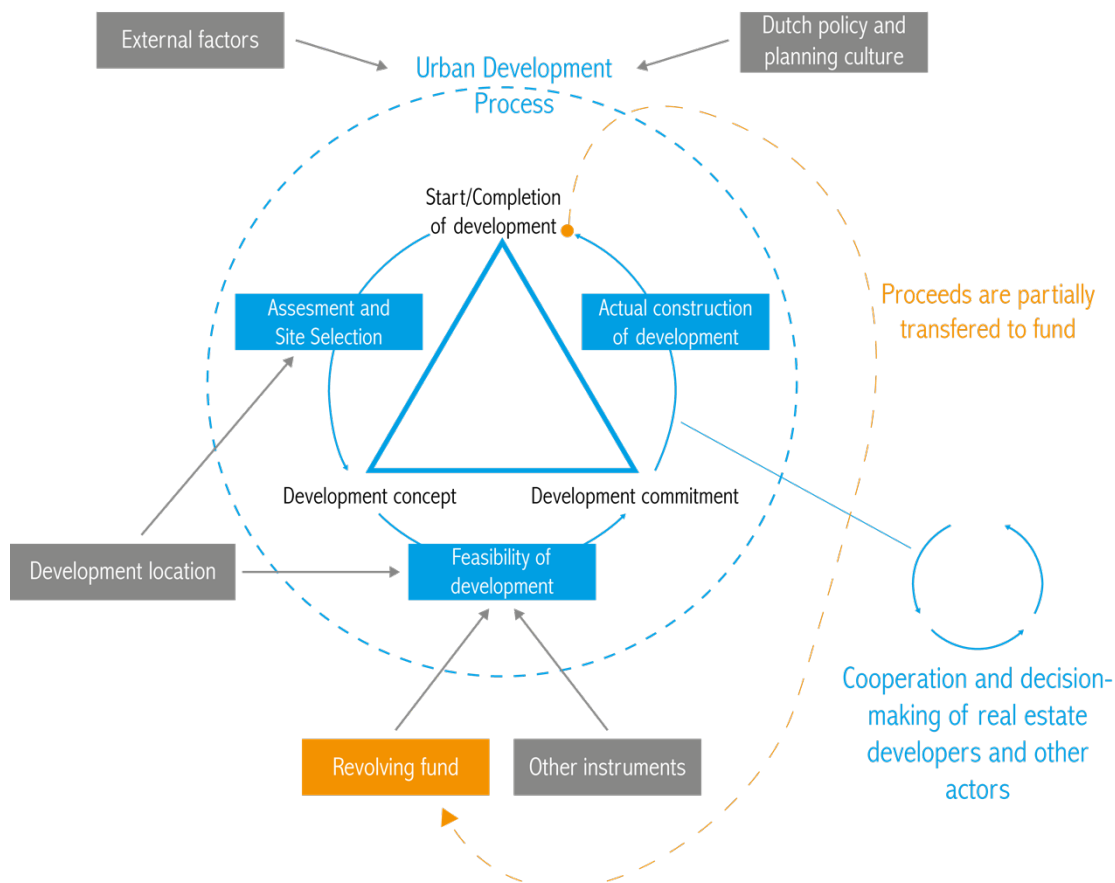 External factors
Dutch policy and
planning culture
Urban Development
Process
Start/Completion
of development
Assesment and
Site Selection
Actual construction
of development
Proceeds are partially
transfered to fund
Development concept
Development commitment
Development location
Feasibility of
development
Cooperation and decision-
making of real estate
developers and other
actors
Revolving fund
Other instruments